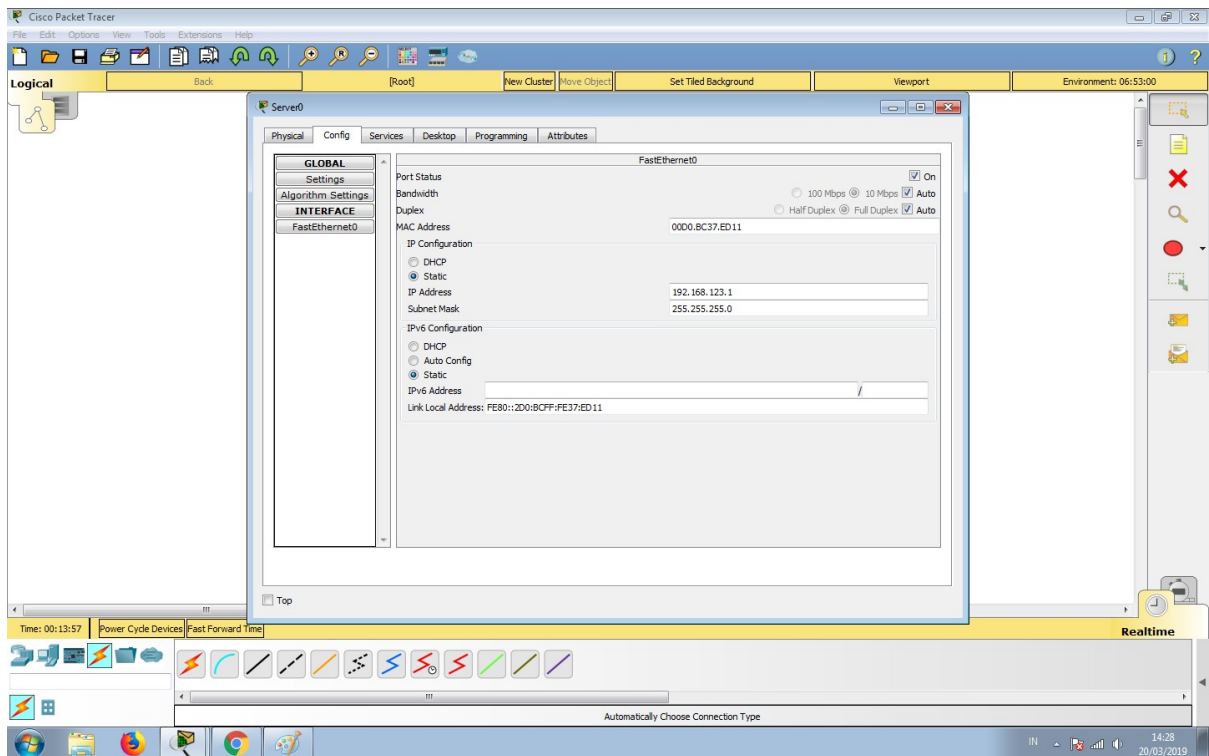 Cisco Packet Tracer
File Edit Options View Tools Extensions Help
Logical Back [Root] New Cluster Move Object Set Tiled Background Viewport Environment: 06:53:00
Server0
Physical Config Services Desktop Programming Attributes
GLOBAL
Settings
Algorithm Settings
INTERFACE
FastEthernet0
FastEthernet0
Port Status On
Bandwidth 100 Mbps 10 Mbps Auto
Duplex Half Duplex Full Duplex Auto
MAC Address 00D0.BC37.ED11
IP Configuration
DHCP
Static
IP Address 192.168.123.1
Subnet Mask 255.255.255.0
IPv6 Configuration
DHCP
Auto Config
Static
IPv6 Address /
Link Local Address: FE80::2D0:BCFF:FE37:ED11
Top
Time: 00:13:57 Power Cycle Devices Fast Forward Time Realtime
Automatically Choose Connection Type
IN 14:28
20/03/2019